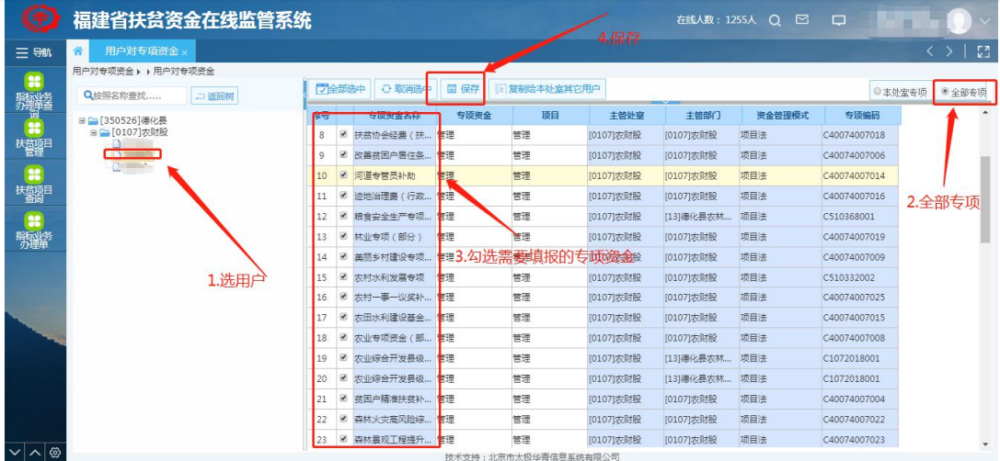 福建省扶贫资金在线监管系统
在线人数：1255人
4.保存
导航
用户对专项资金 ×
指标业务办理单查询
扶贫项目管理
扶贫项目查询
指标业务办理单
用户对专项资金 用户对专项资金
按照名称查找.....
返回树
[350526]德化县
[0107]农财股
全部选中 取消选中 保存 复制给本处室其它用户
本处室专项 全部专项
序号 专项资金名称 专项资金 项目 主管处室 主管部门 资金管理模式 专项编码
8 扶贫协会经费（扶... 管理 管理 [0107]农财股 [0107]农财股 项目法 C40074007018
9 改善贫困户居住条... 管理 管理 [0107]农财股 [0107]农财股 项目法 C40074007006
10 河道专管员补助 管理 管理 [0107]农财股 [0107]农财股 项目法 C40074007014
11 迹地治理费（行政... 管理 管理 [0107]农财股 [0107]农财股 项目法 C40074007016
12 粮食安全生产专项... 管理 管理 [0107]农财股 [13]德化县农林... 项目法 C510368001
13 林业专项（部分） 管理 管理 [0107]农财股 [0107]农财股 项目法 C40074007019
14 美丽乡村建设专项... 管理 管理 [0107]农财股 [0107]农财股 项目法 C40074007009
15 农村水利发展专项 管理 管理 [0107]农财股 [0107]农财股 项目法 C510332002
16 农村一事一议奖补... 管理 管理 [0107]农财股 [0107]农财股 项目法 C40074007025
17 农田水利建设基金... 管理 管理 [0107]农财股 [0107]农财股 项目法 C40074007015
18 农业专项资金（部... 管理 管理 [0107]农财股 [0107]农财股 项目法 C40074007008
19 农业综合开发县级... 管理 管理 [0107]农财股 [13]德化县农林... 项目法 C1072018001
20 农业综合开发县级... 管理 管理 [0107]农财股 [13]德化县农林... 项目法 C1072018001
21 贫困户精准扶贫补... 管理 管理 [0107]农财股 [0107]农财股 项目法 C40074007004
22 森林火灾高风险综... 管理 管理 [0107]农财股 [0107]农财股 项目法 C40074007022
23 森林景观工程提升... 管理 管理 [0107]农财股 [0107]农财股 项目法 C40074007023
1.选用户
2.全部专项
3.勾选需要填报的专项资金
技术支持：北京市太极华青信息系统有限公司